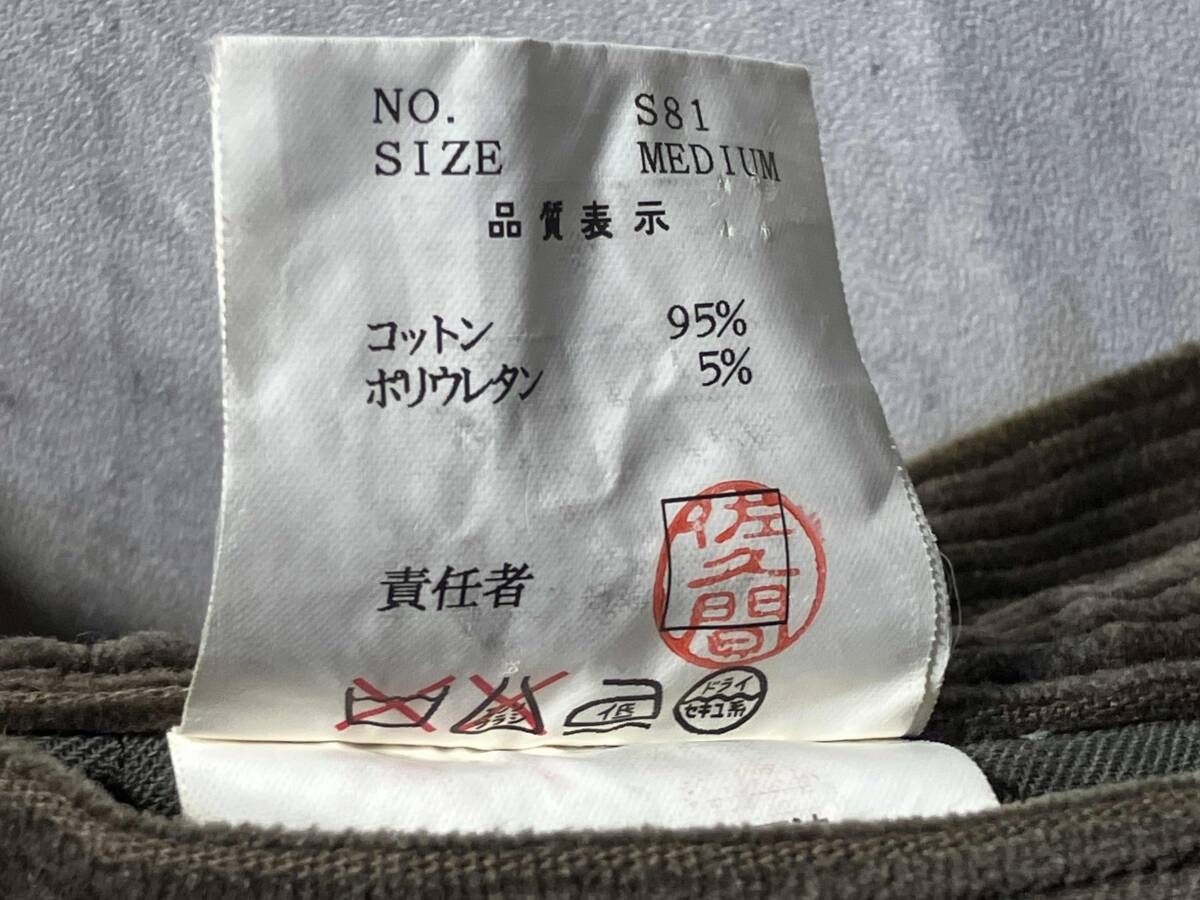 NO. S81
SIZE MEDIUM
品質表示
コットン 95%
ポリウレタン 5%
責任者
佐久間
低
ドライ
セキユ系